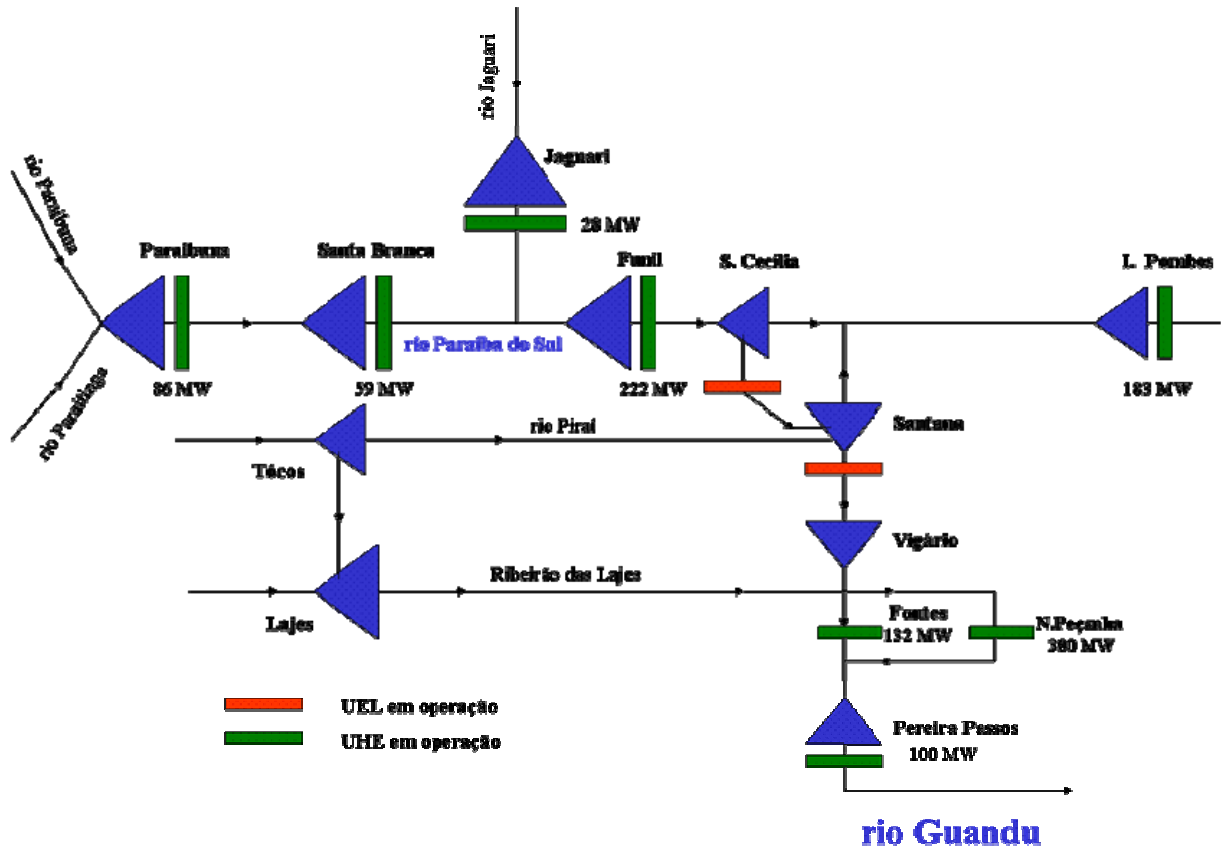 rio Jaguari
Jaguari
28 MW
rio Paraibuna
Paraibuna
Santa Branca
Funil
S. Cecília
I. Pombos
rio Paraíba do Sul
rio Paraitinga
86 MW
59 MW
222 MW
183 MW
rio Piraí
Santana
Tócos
Vigário
Ribeirão das Lajes
Lajes
Fontes
132 MW
N.Peçanha
380 MW
UEL em operação
UHE em operação
Pereira Passos
100 MW
rio Guandu